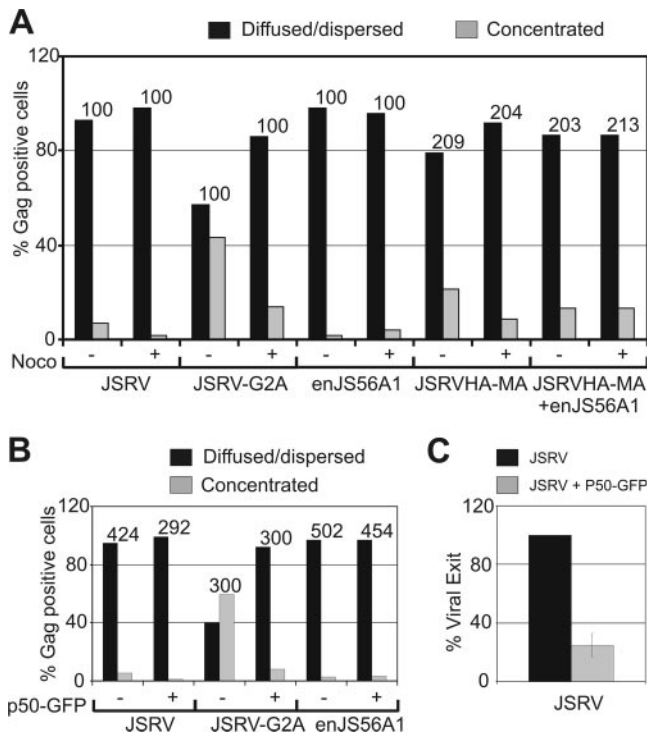 A
Diffused/dispersed Concentrated
% Gag positive cells
120
80
40
0
100 100 100 100 100 100 209 204 203 213
Noco - + - + - + - + - +
JSRV JSRV-G2A enJS56A1 JSRVHA-MA JSRVHA-MA
+enJS56A1
B
Diffused/dispersed
Concentrated
% Gag positive cells
120
80
40
0
424 292 300 300 502 454
p50-GFP - + - + - +
JSRV JSRV-G2A enJS56A1
C
JSRV
JSRV + P50-GFP
% Viral Exit
120
80
40
0
JSRV